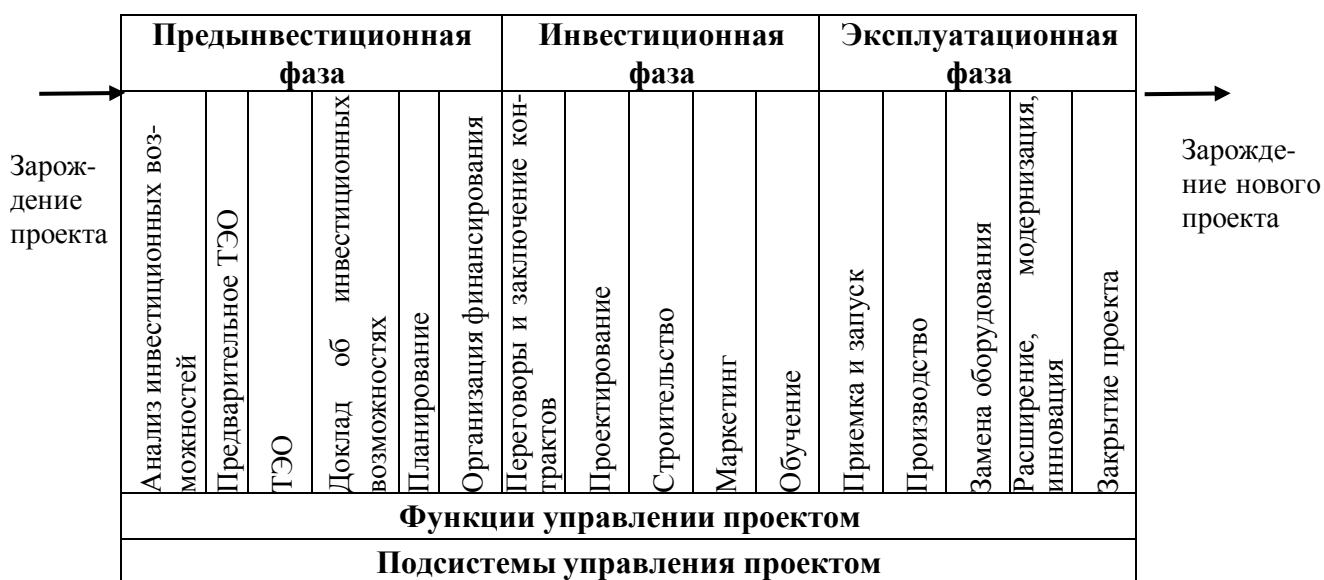 Предынвестиционная
фаза
Инвестиционная
фаза
Эксплуатационная
фаза
Зарож-
дение
проекта
Анализ инвестиционных воз-
можностей
Предварительное ТЭО
ТЭО
Доклад об инвестиционных
возможностях
Планирование
Организация финансирования
Переговоры и заключение кон-
трактов
Проектирование
Строительство
Маркетинг
Обучение
Приемка и запуск
Производство
Замена оборудования
Расширение, модернизация,
инновация
Закрытие проекта
Зарожде-
ние нового
проекта
Функции управлении проектом
Подсистемы управления проектом